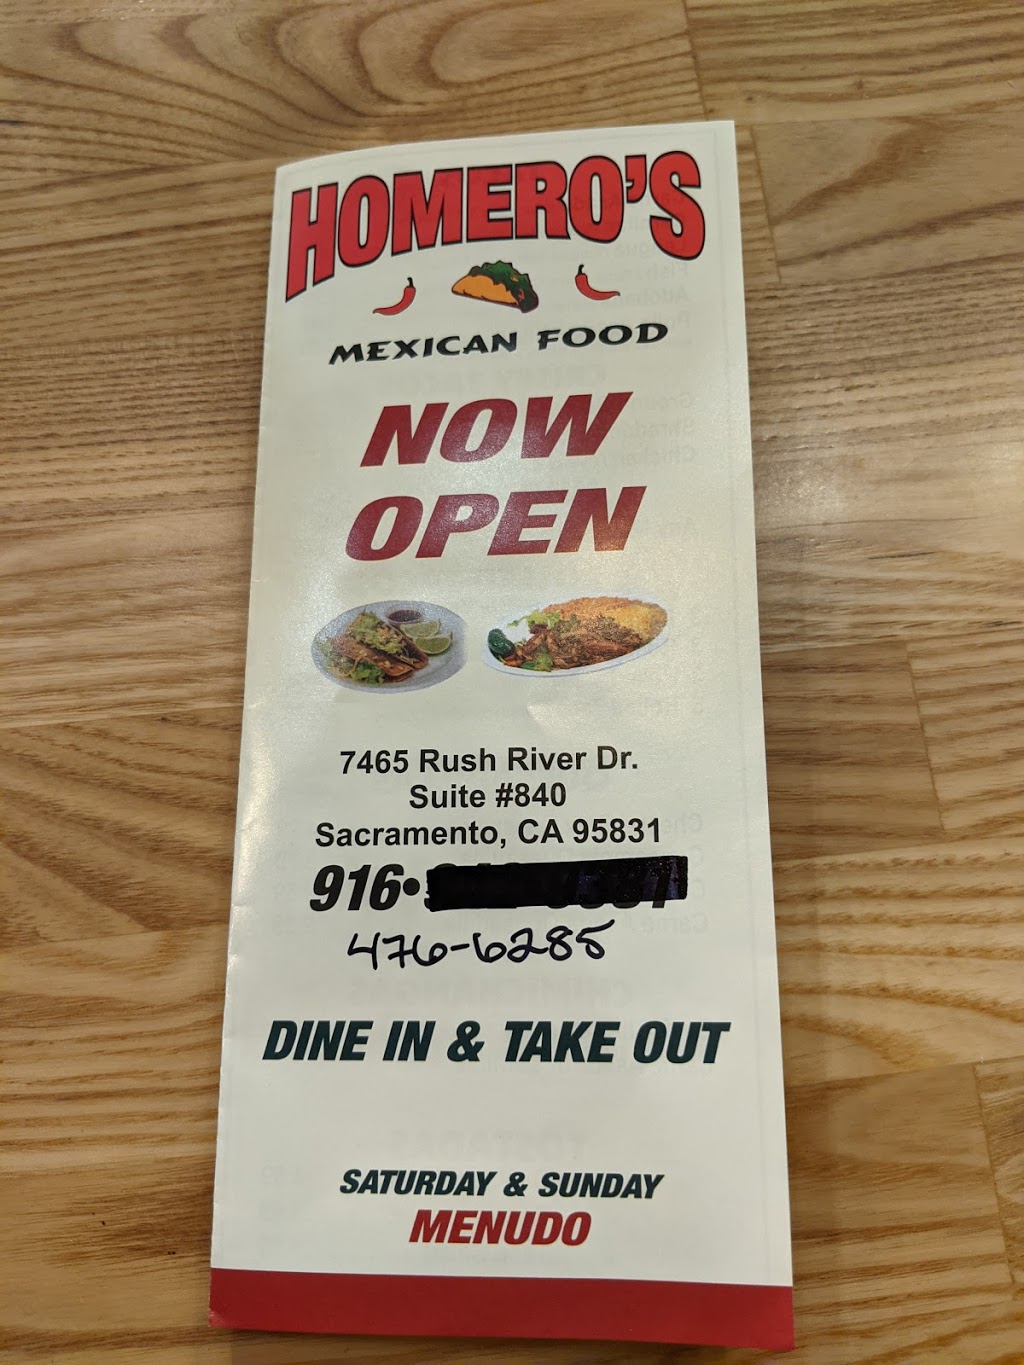 HOMERO'S
MEXICAN FOOD
NOW
OPEN
7465 Rush River Dr.
Suite #840
Sacramento, CA 95831
916•
476-6285
DINE IN & TAKE OUT
SATURDAY & SUNDAY
MENUDO